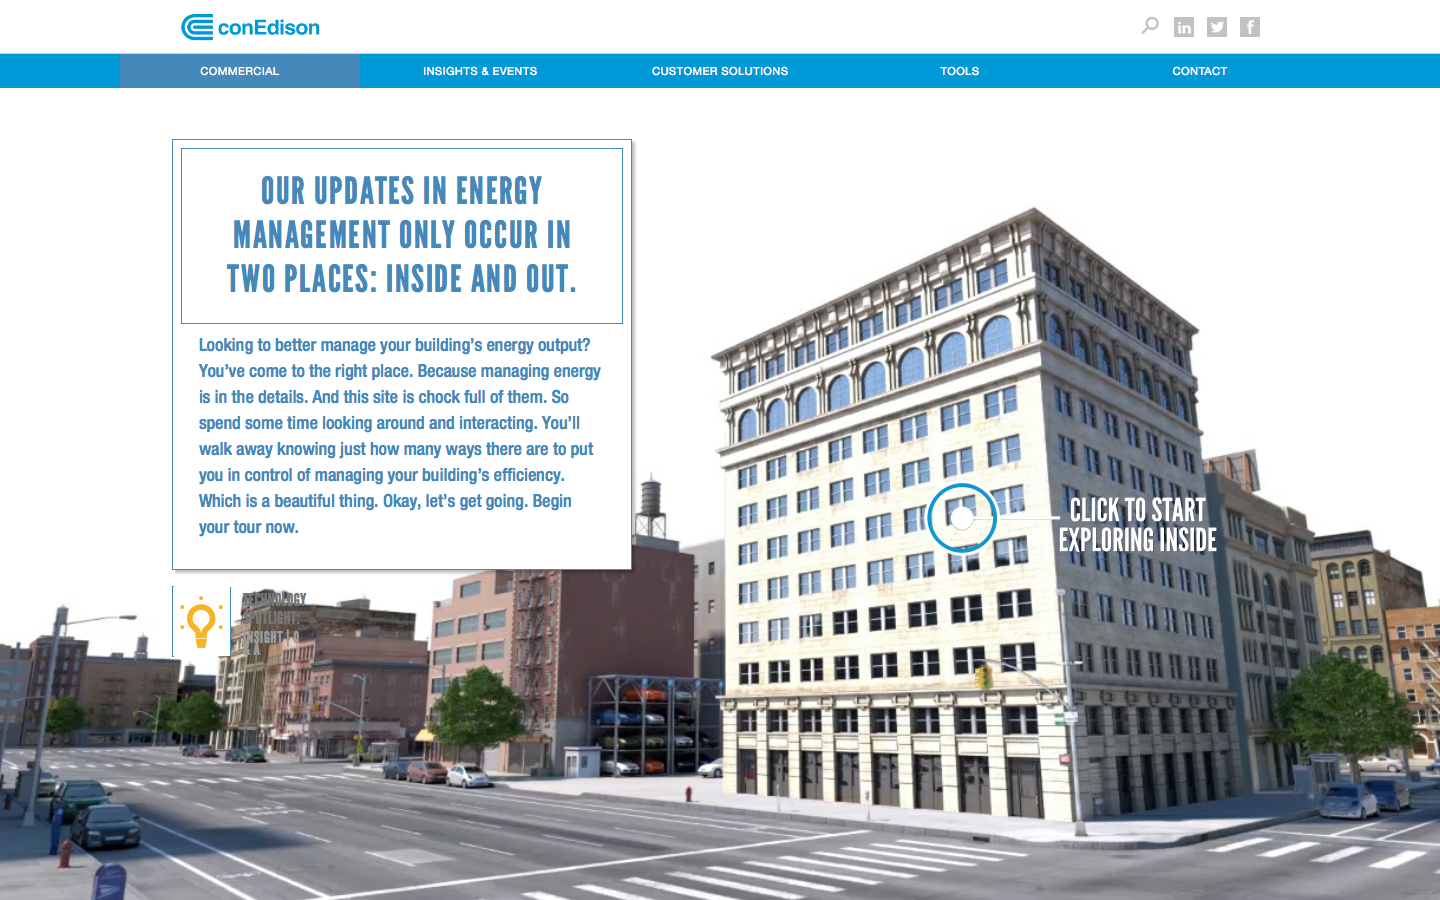 conEdison
COMMERCIAL
INSIGHTS & EVENTS
CUSTOMER SOLUTIONS
TOOLS
CONTACT
OUR UPDATES IN ENERGY
MANAGEMENT ONLY OCCUR IN
TWO PLACES: INSIDE AND OUT.
Looking to better manage your building’s energy output?
You’ve come to the right place. Because managing energy
is in the details. And this site is chock full of them. So
spend some time looking around and interacting. You’ll
walk away knowing just how many ways there are to put
you in control of managing your building’s efficiency.
Which is a beautiful thing. Okay, let’s get going. Begin
your tour now.
CLICK TO START
EXPLORING INSIDE
TECHNOLOGY
SPOTLIGHT:
INSIGHT | Q